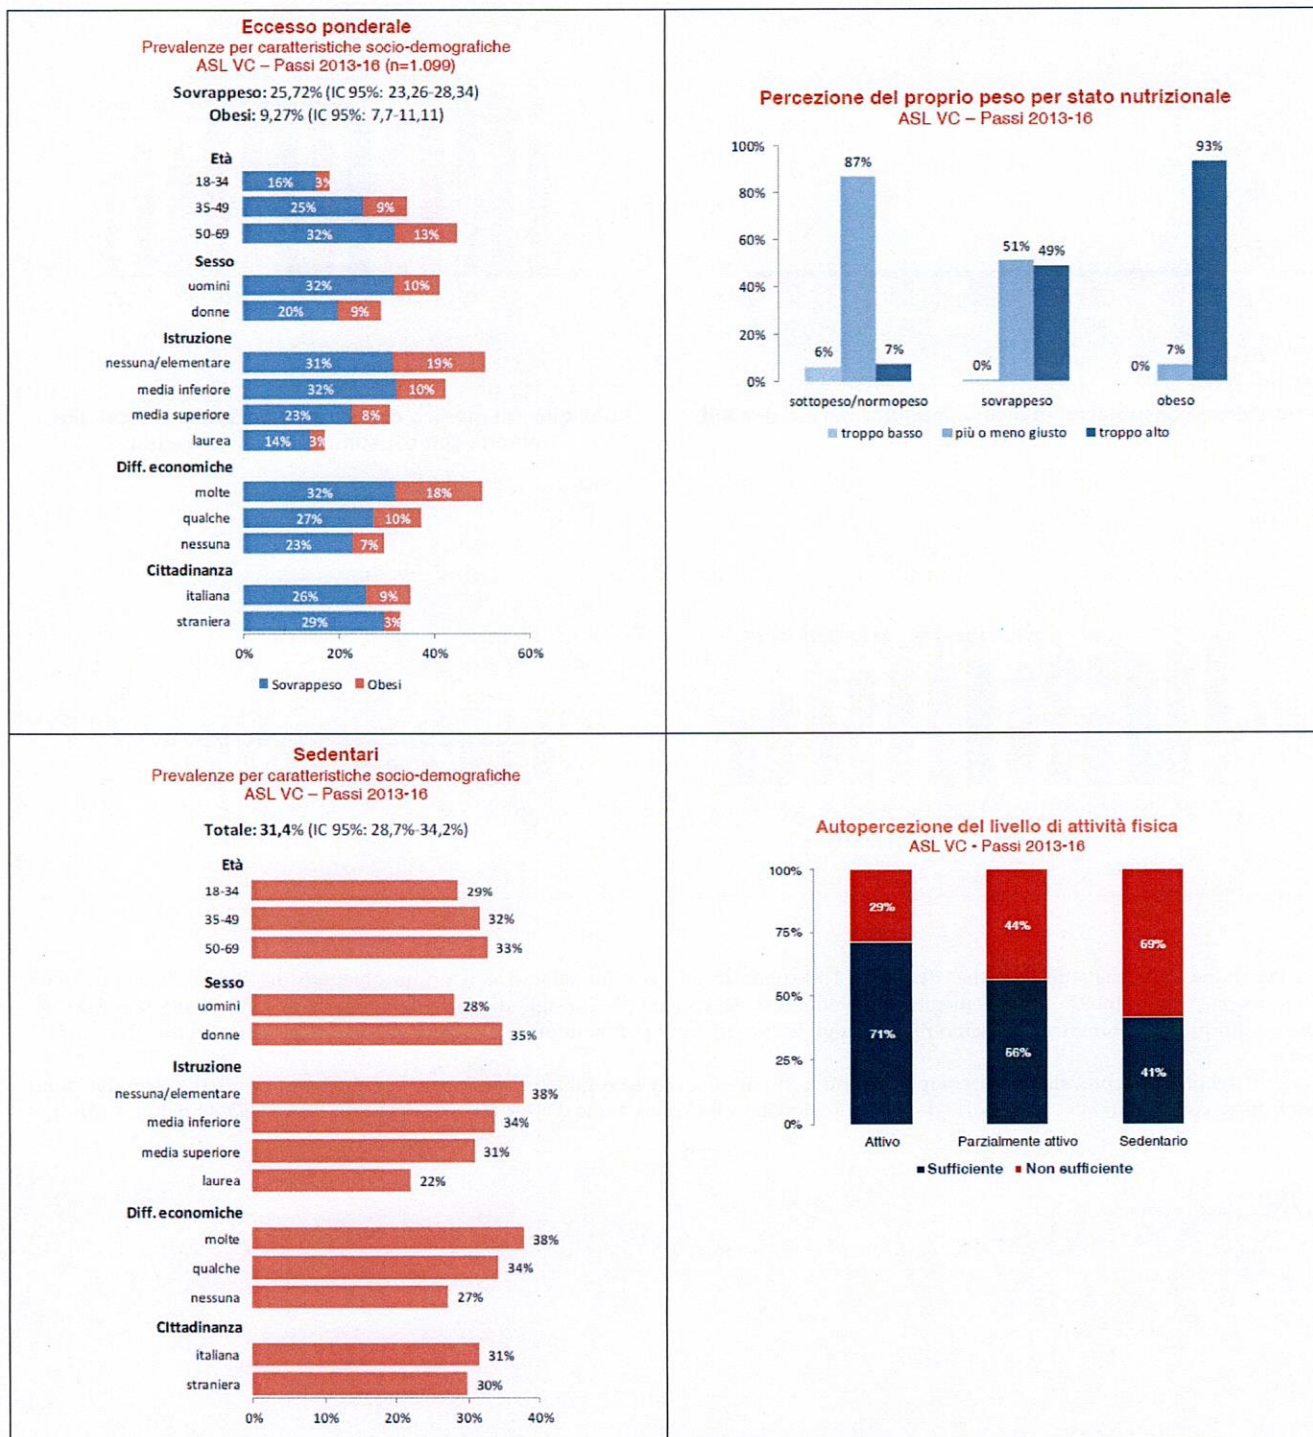 Eccesso ponderale
Prevalenze per caratteristiche socio-demografiche
ASL VC – Passi 2013-16 (n=1.099)
Sovrappeso: 25,72% (IC 95%: 23,26-28,34)
Obesi: 9,27% (IC 95%: 7,7-11,11)
Età
18-34 16% 3%
35-49 25% 9%
50-69 32% 13%
Sesso
uomini 32% 10%
donne 20% 9%
Istruzione
nessuna/elementare 31% 19%
media inferiore 32% 10%
media superiore 23% 8%
laurea 14% 3%
Diff. economiche
molte 32% 18%
qualche 27% 10%
nessuna 23% 7%
Cittadinanza
italiana 26% 9%
straniera 29% 3%
0% 20% 40% 60%
Sovrappeso Obesi
Percezione del proprio peso per stato nutrizionale
ASL VC – Passi 2013-16
100%
80%
60%
40%
20%
0%
6% 87% 7% 0% 51% 49% 0% 7% 93%
sottopeso/normopeso sovrappeso obeso
troppo basso più o meno giusto troppo alto
Sedentari
Prevalenze per caratteristiche socio-demografiche
ASL VC – Passi 2013-16
Totale: 31,4% (IC 95%: 28,7%-34,2%)
Età
18-34 29%
35-49 32%
50-69 33%
Sesso
uomini 28%
donne 35%
Istruzione
nessuna/elementare 38%
media inferiore 34%
media superiore 31%
laurea 22%
Diff. economiche
molte 38%
qualche 34%
nessuna 27%
CIttadinanza
italiana 31%
straniera 30%
0% 10% 20% 30% 40%
Autopercezione del livello di attività fisica
ASL VC - Passi 2013-16
100%
75%
50%
25%
0%
29% 44% 69%
71% 56% 41%
Attivo Parzialmente attivo Sedentario
Sufficiente Non sufficiente